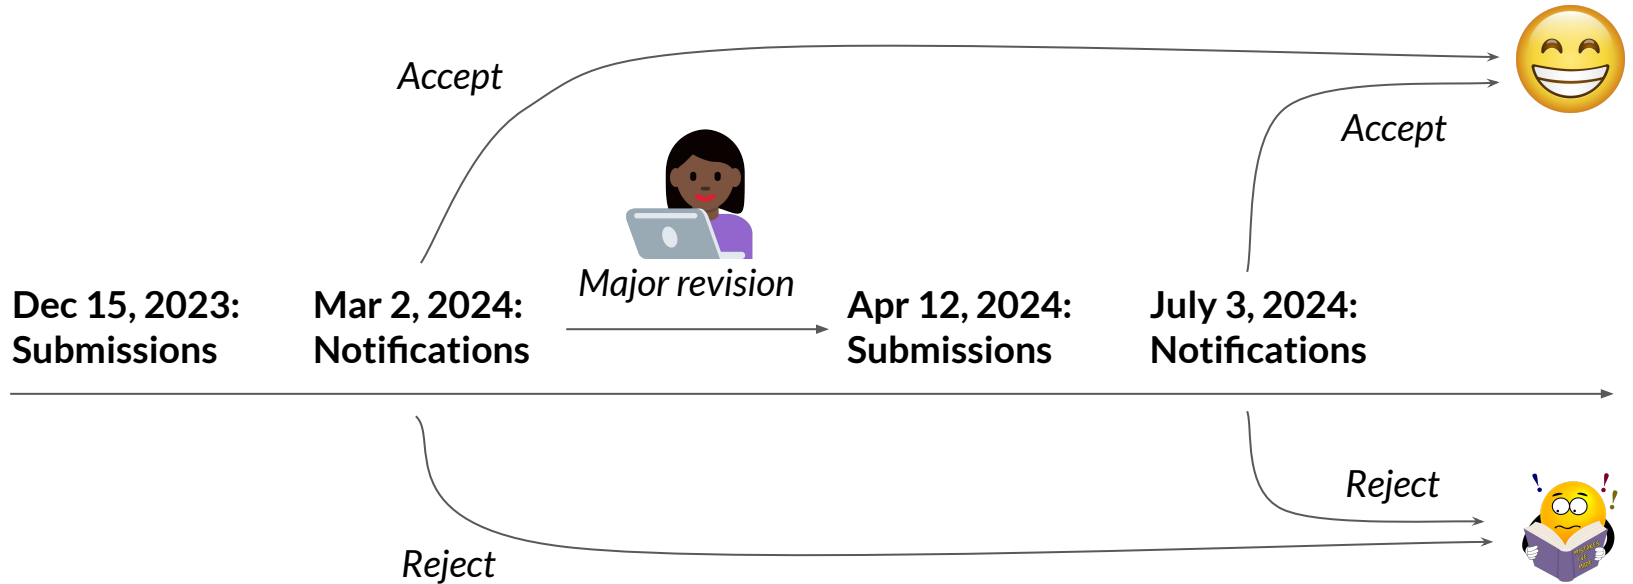 Accept
Accept
Major revision
Dec 15, 2023:
Submissions
Mar 2, 2024:
Notifications
Apr 12, 2024:
Submissions
July 3, 2024:
Notifications
Reject
Reject